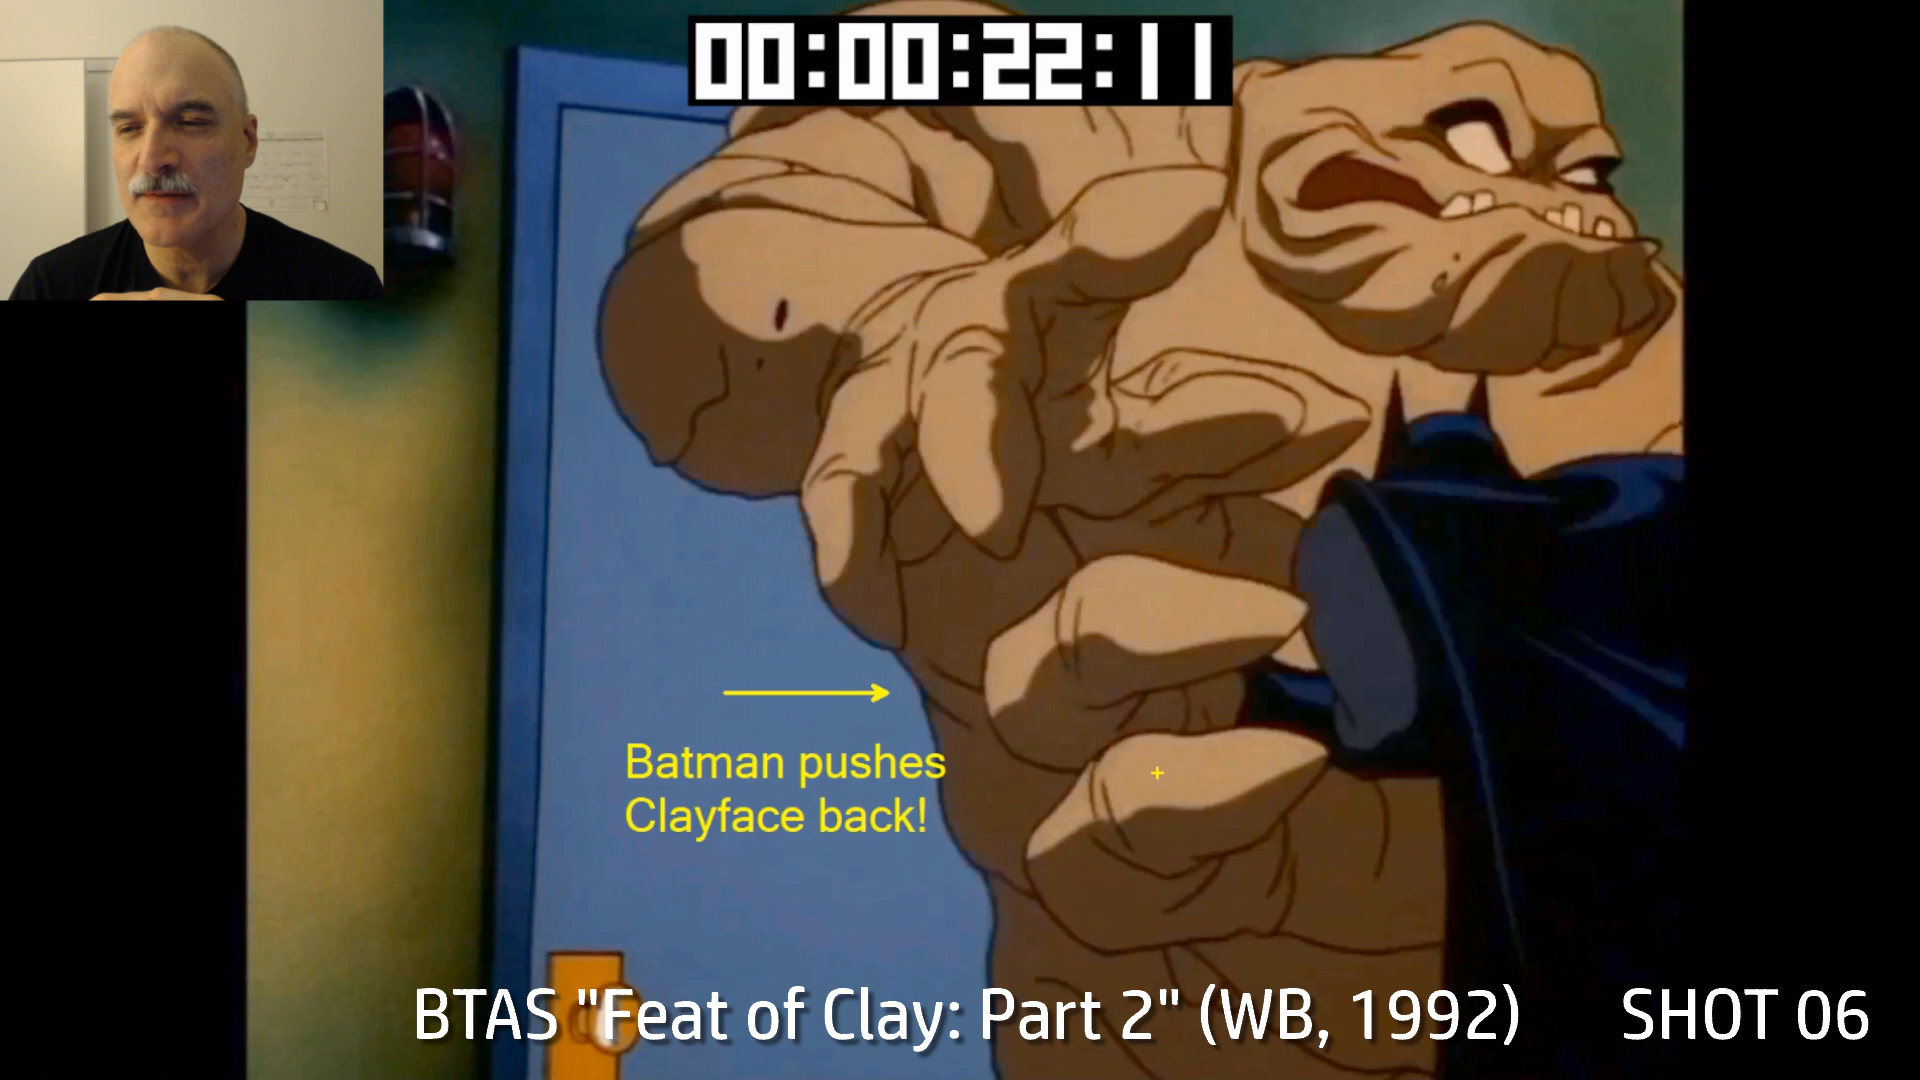 00:00:22:11
Batman pushes
Clayface back!
BTAS "Feat of Clay: Part 2" (WB, 1992) SHOT 06